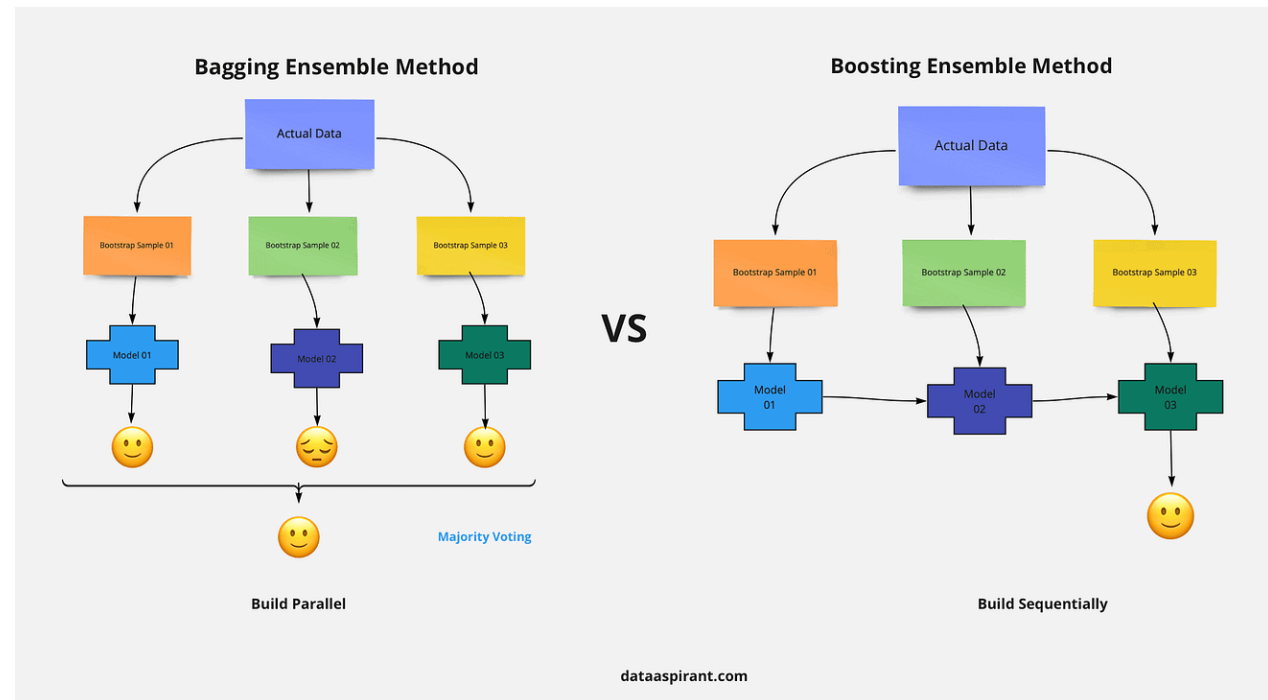 Bagging Ensemble Method
Actual Data
Bootstrap Sample 01
Bootstrap Sample 02
Bootstrap Sample 03
Model 01
Model 02
Model 03
Majority Voting
Build Parallel
VS
Boosting Ensemble Method
Actual Data
Bootstrap Sample 01
Bootstrap Sample 02
Bootstrap Sample 03
Model
01
Model
02
Model
03
Build Sequentially
dataaspirant.com